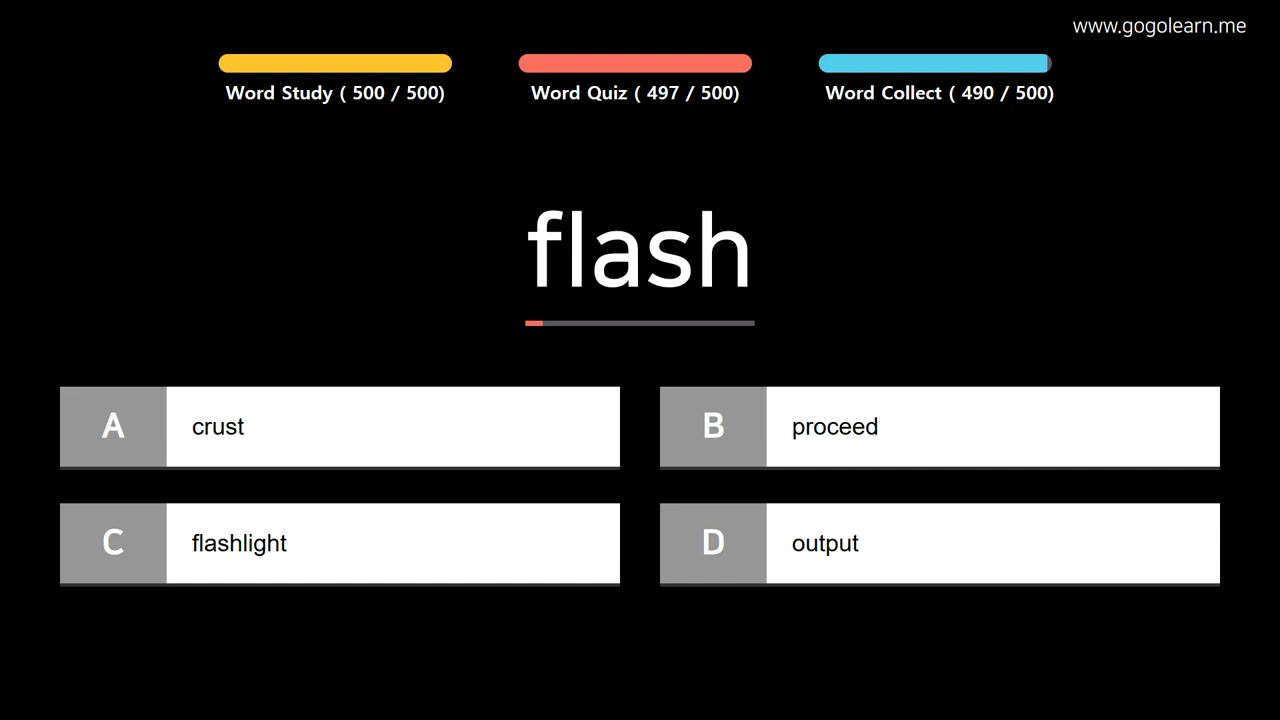 www.gogolearn.me
Word Study ( 500 / 500)
Word Quiz ( 497 / 500)
Word Collect ( 490 / 500)
flash
A crust
B proceed
C flashlight
D output